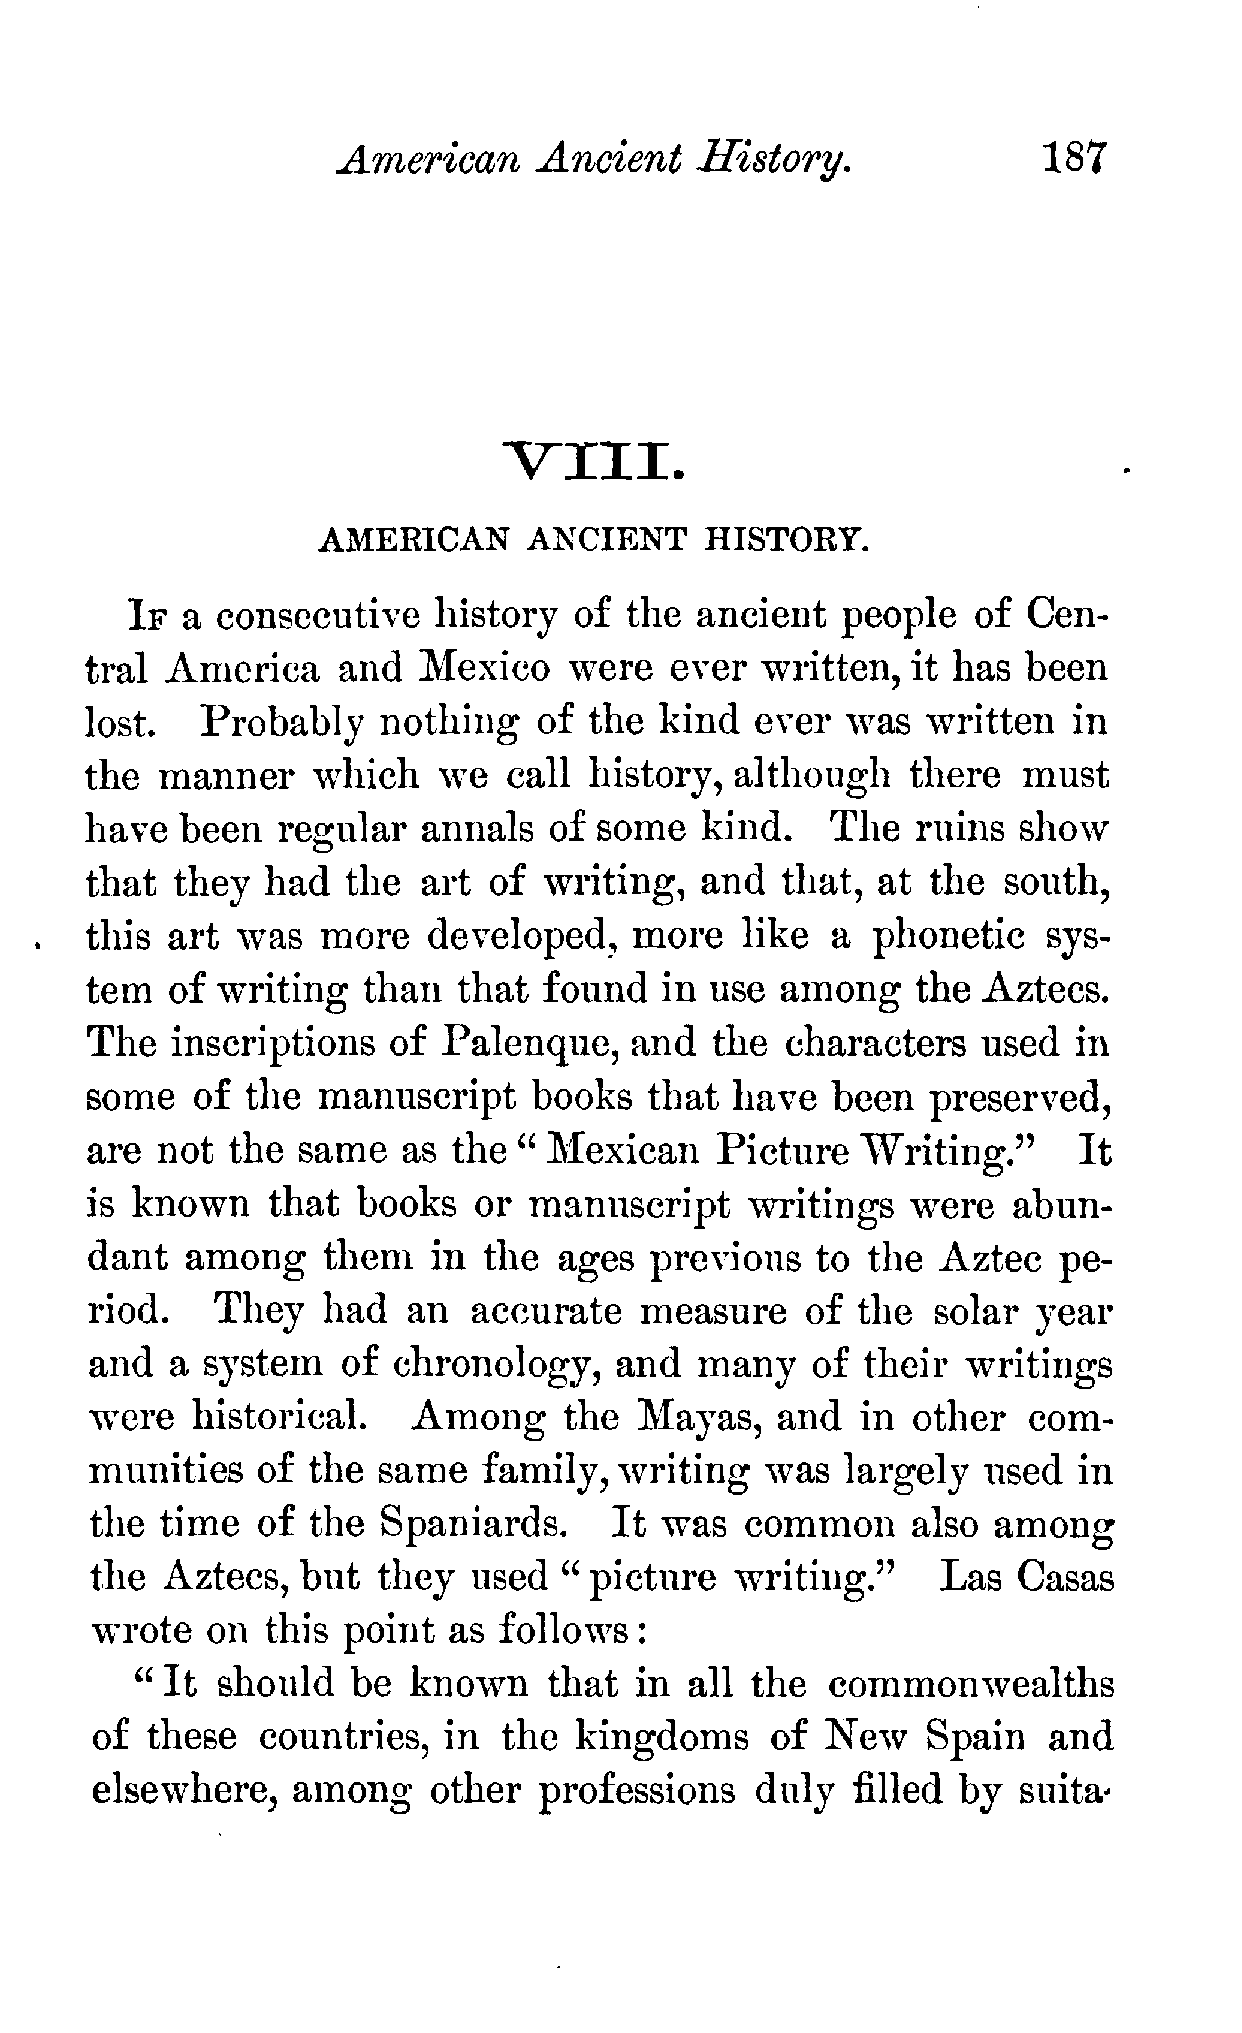 American Ancient History. 187
VIII.
AMERICAN ANCIENT HISTORY.
IF a consecutive history of the ancient people of Cen-
tral America and Mexico were ever written, it has been
lost. Probably nothing of the kind ever was written in
the manner which we call history, although there must
have been regular annals of some kind. The ruins show
that they had the art of writing, and that, at the south,
this art was more developed, more like a phonetic sys-
tem of writing than that found in use among the Aztecs.
The inscriptions of Palenque, and the characters used in
some of the manuscript books that have been preserved,
are not the same as the “ Mexican Picture Writing.” It
is known that books or manuscript writings were abun-
dant among them in the ages previous to the Aztec pe-
riod. They had an accurate measure of the solar year
and a system of chronology, and many of their writings
were historical. Among the Mayas, and in other com-
munities of the same family, writing was largely used in
the time of the Spaniards. It was common also among
the Aztecs, but they used “ picture writing.” Las Casas
wrote on this point as follows :
“ It should be known that in all the commonwealths
of these countries, in the kingdoms of New Spain and
elsewhere, among other professions duly filled by suita-